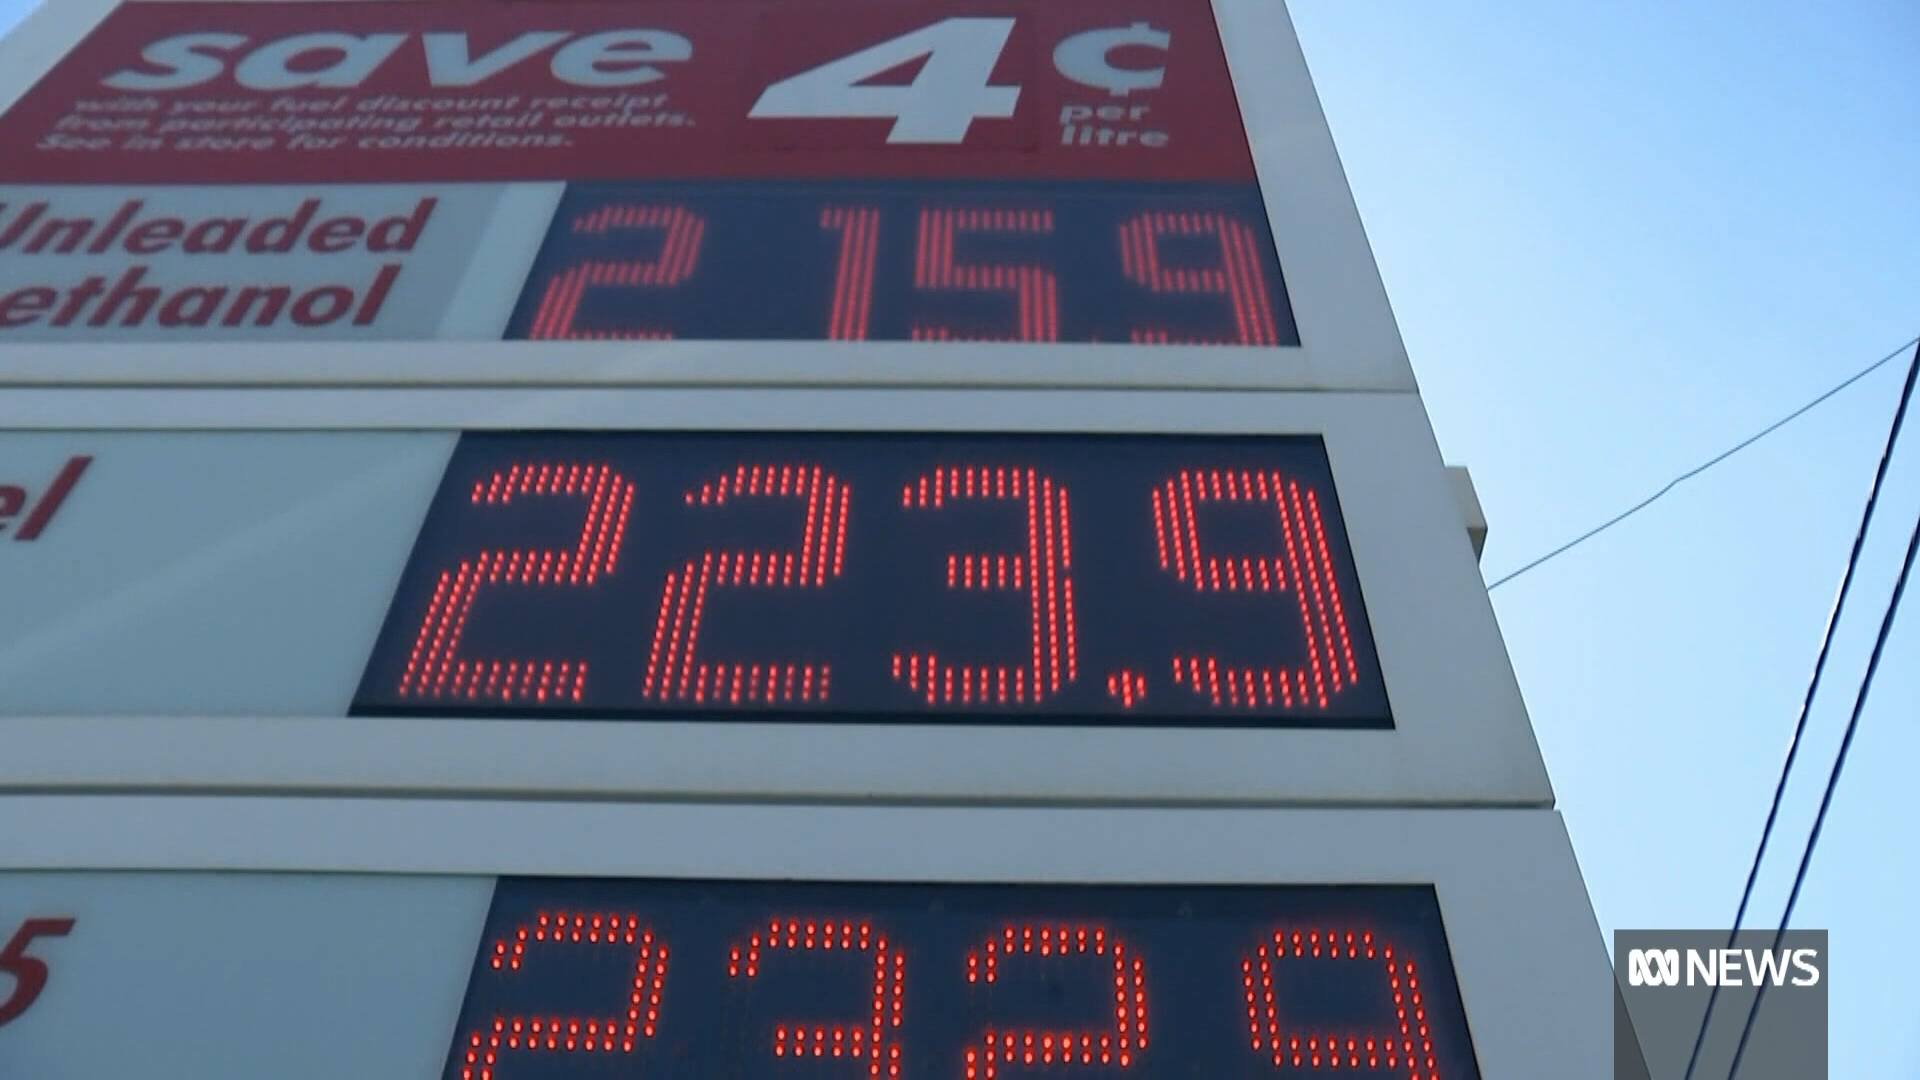 save 4¢
with your fuel discount receipt
from participating retail outlets.
See in store for conditions.
per
litre
Unleaded
ethanol
215.9
el
223.9
5
232.9
ABC NEWS